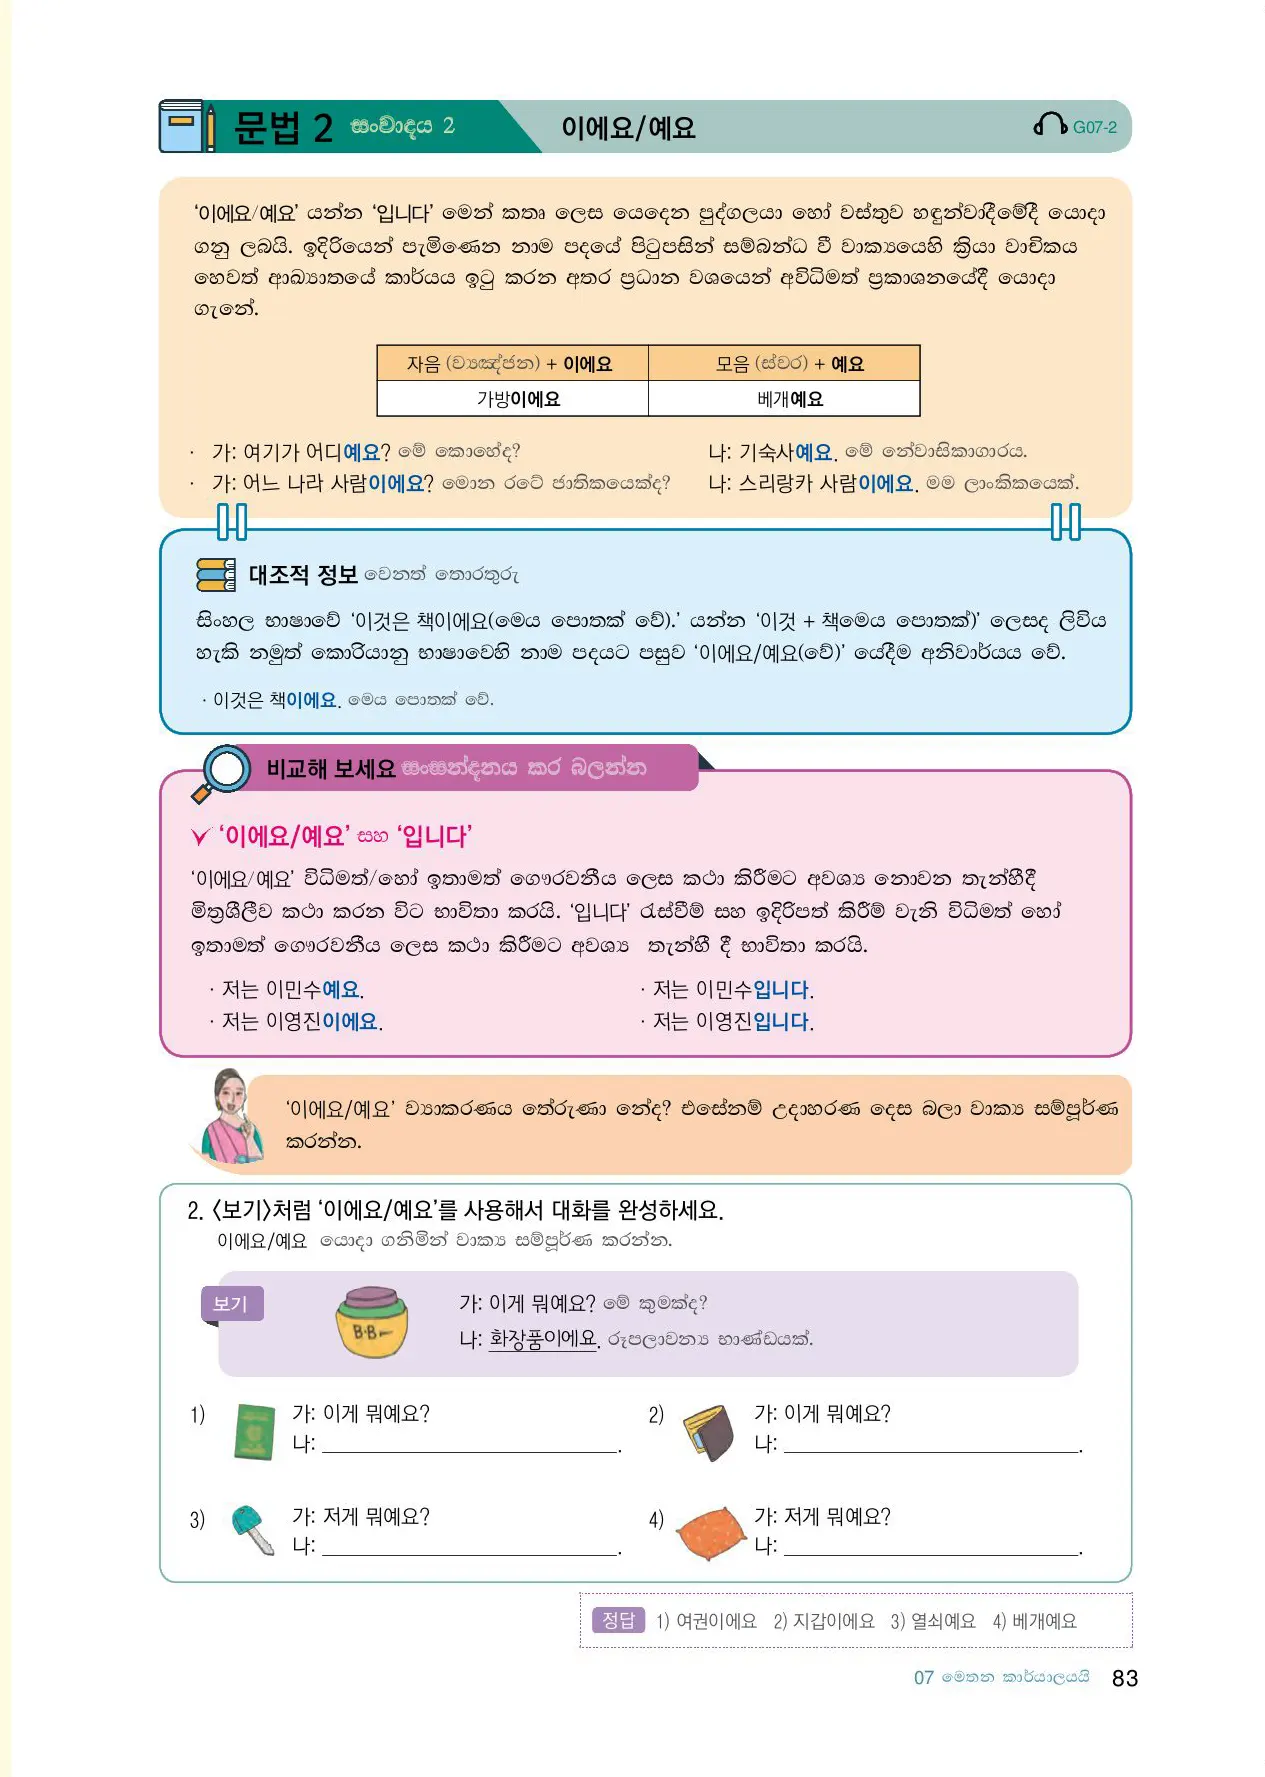 문법 2 සංවාදය 2 이에요/예요 G07-2
‘이에요/예요’ යන්න ‘입니다’ මෙන් කතෘ ලෙස යෙදෙන පුද්ගලයා හෝ වස්තුව හඳුන්වාදීමේදී යොදා
ගනු ලබයි. ඉදිරියෙන් පැමිණෙන නාම පදයේ පිටුපසින් සම්බන්ධ වී වාක්‍යයෙහි ක්‍රියා වාචිකය
හෙවත් ආඛ්‍යාතයේ කාර්යය ඉටු කරන අතර ප්‍රධාන වශයෙන් අවිධිමත් ප්‍රකාශනයේදී යොදා
ගැනේ.
자음 (ව්‍යඤ්ජන) + 이에요 모음 (ස්වර) + 예요
가방이에요 베개예요
· 가: 여기가 어디예요? මේ කොහේද? 나: 기숙사예요. මේ නේවාසිකාගාරය.
· 가: 어느 나라 사람이에요? මොන රටේ ජාතිකයෙක්ද? 나: 스리랑카 사람이에요. මම ලාංකිකයෙක්.
대조적 정보 වෙනත් තොරතුරු
සිංහල භාෂාවේ ‘이것은 책이에요(මෙය පොතක් වේ).’ යන්න ‘이것 + 책මෙය පොතක්)’ ලෙසද ලිවිය
හැකි නමුත් කොරියානු භාෂාවෙහි නාම පදයට පසුව ‘이에요/예요(වේ)’ යේදීම අනිවාර්යය වේ.
· 이것은 책이에요. මෙය පොතක් වේ.
비교해 보세요 සංසන්දනය කර බලන්න
‘이에요/예요’ සහ ‘입니다’
‘이에요/예요’ විධිමත්/හෝ ඉතාමත් ගෞරවනීය ලෙස කථා කිරීමට අවශ්‍ය නොවන තැන්හීදී
මිත්‍රශීලීව කථා කරන විට භාවිතා කරයි. ‘입니다’ රැස්වීම් සහ ඉදිරිපත් කිරීම් වැනි විධිමත් හෝ
ඉතාමත් ගෞරවනීය ලෙස කථා කිරීමට අවශ්‍ය තැන්හී දී භාවිතා කරයි.
· 저는 이민수예요. · 저는 이민수입니다.
· 저는 이영진이에요. · 저는 이영진입니다.
‘이에요/예요’ ව්‍යාකරණය තේරුණා නේද? එසේනම් උදාහරණ දෙස බලා වාක්‍ය සම්පූර්ණ
කරන්න.
2. 〈보기〉처럼 ‘이에요/예요’를 사용해서 대화를 완성하세요.
이에요/예요 යොදා ගනිමින් වාක්‍ය සම්පූර්ණ කරන්න.
보기
B·B
가: 이게 뭐예요? මේ කුමක්ද?
나: 화장품이에요. රූපලාවන්‍ය භාණ්ඩයක්.
1) 가: 이게 뭐예요? 2) 가: 이게 뭐예요?
나: ____. 나: ____.
3) 가: 저게 뭐예요? 4) 가: 저게 뭐예요?
나: ____. 나: ____.
정답 1) 여권이에요 2) 지갑이에요 3) 열쇠예요 4) 베개예요
07 මෙතන කාර්යාලයයි 83